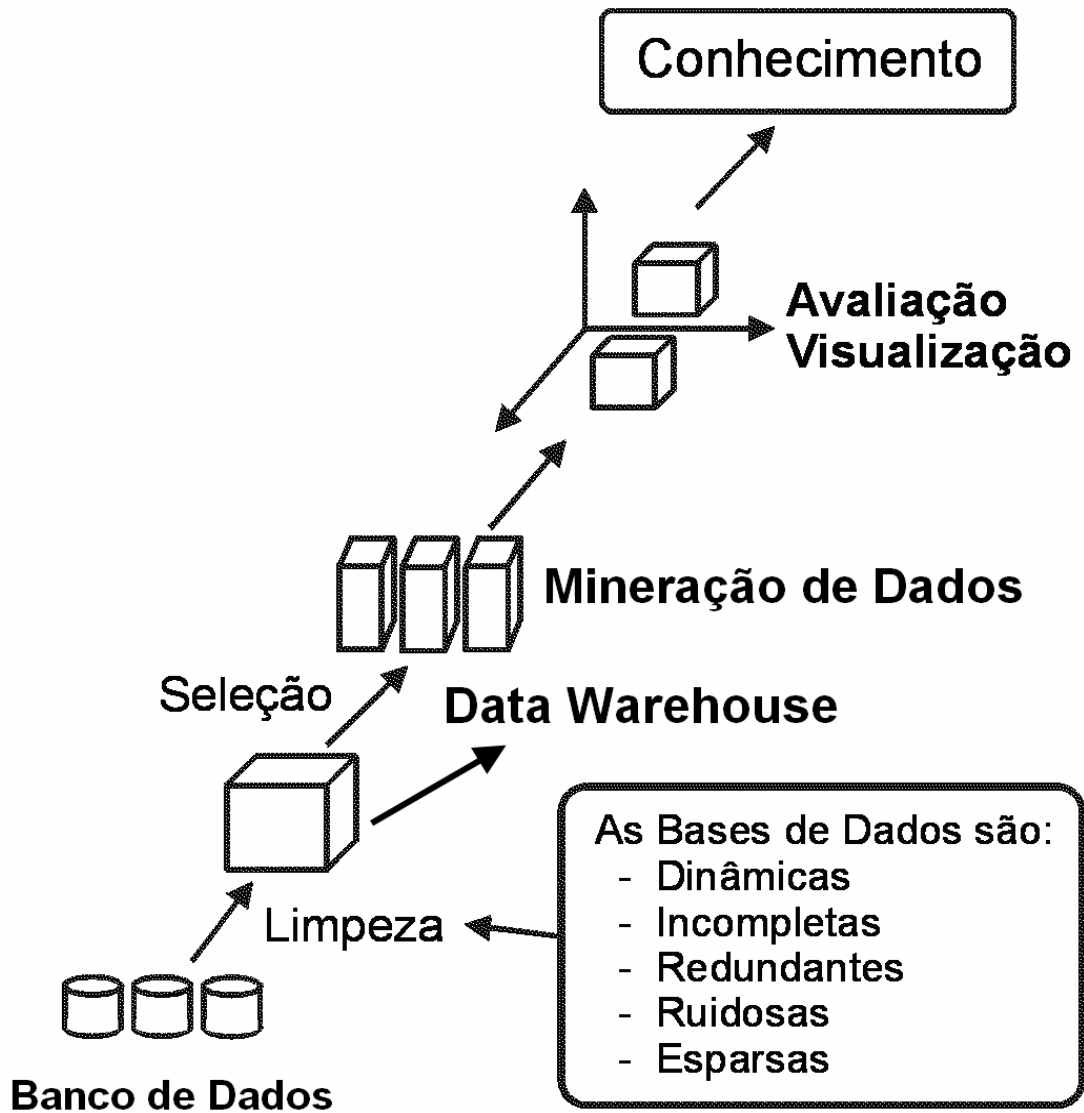 Conhecimento
Avaliação
Visualização
Mineração de Dados
Seleção
Data Warehouse
As Bases de Dados são:
- Dinâmicas
- Incompletas
- Redundantes
- Ruidosas
- Esparsas
Limpeza
Banco de Dados